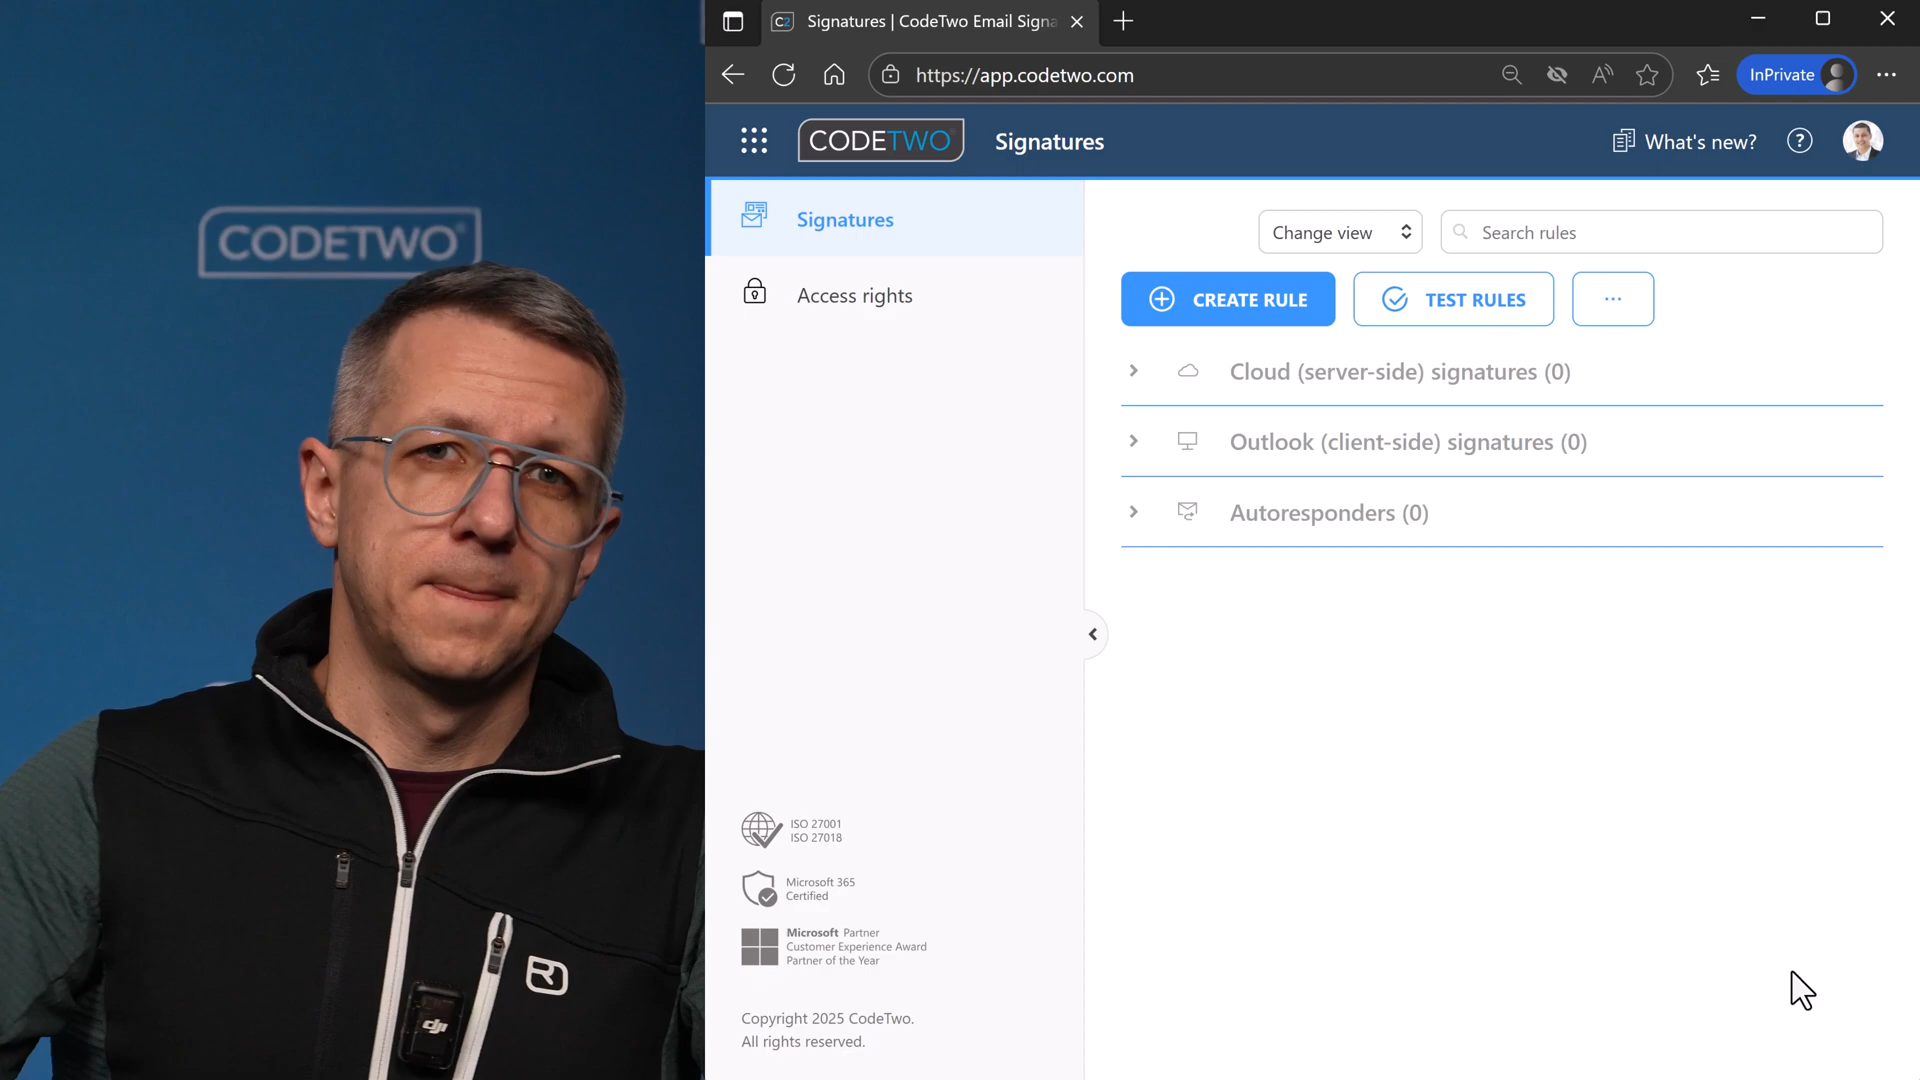 CODETWO®
dji
C2 Signatures | CodeTwo Email Signa
https://app.codetwo.com
InPrivate
CODETWO® Signatures What's new? ?
Signatures
Access rights
Change view
Search rules
CREATE RULE
TEST RULES
...
Cloud (server-side) signatures (0)
Outlook (client-side) signatures (0)
Autoresponders (0)
ISO 27001
ISO 27018
Microsoft 365
Certified
Microsoft Partner
Customer Experience Award
Partner of the Year
Copyright 2025 CodeTwo.
All rights reserved.